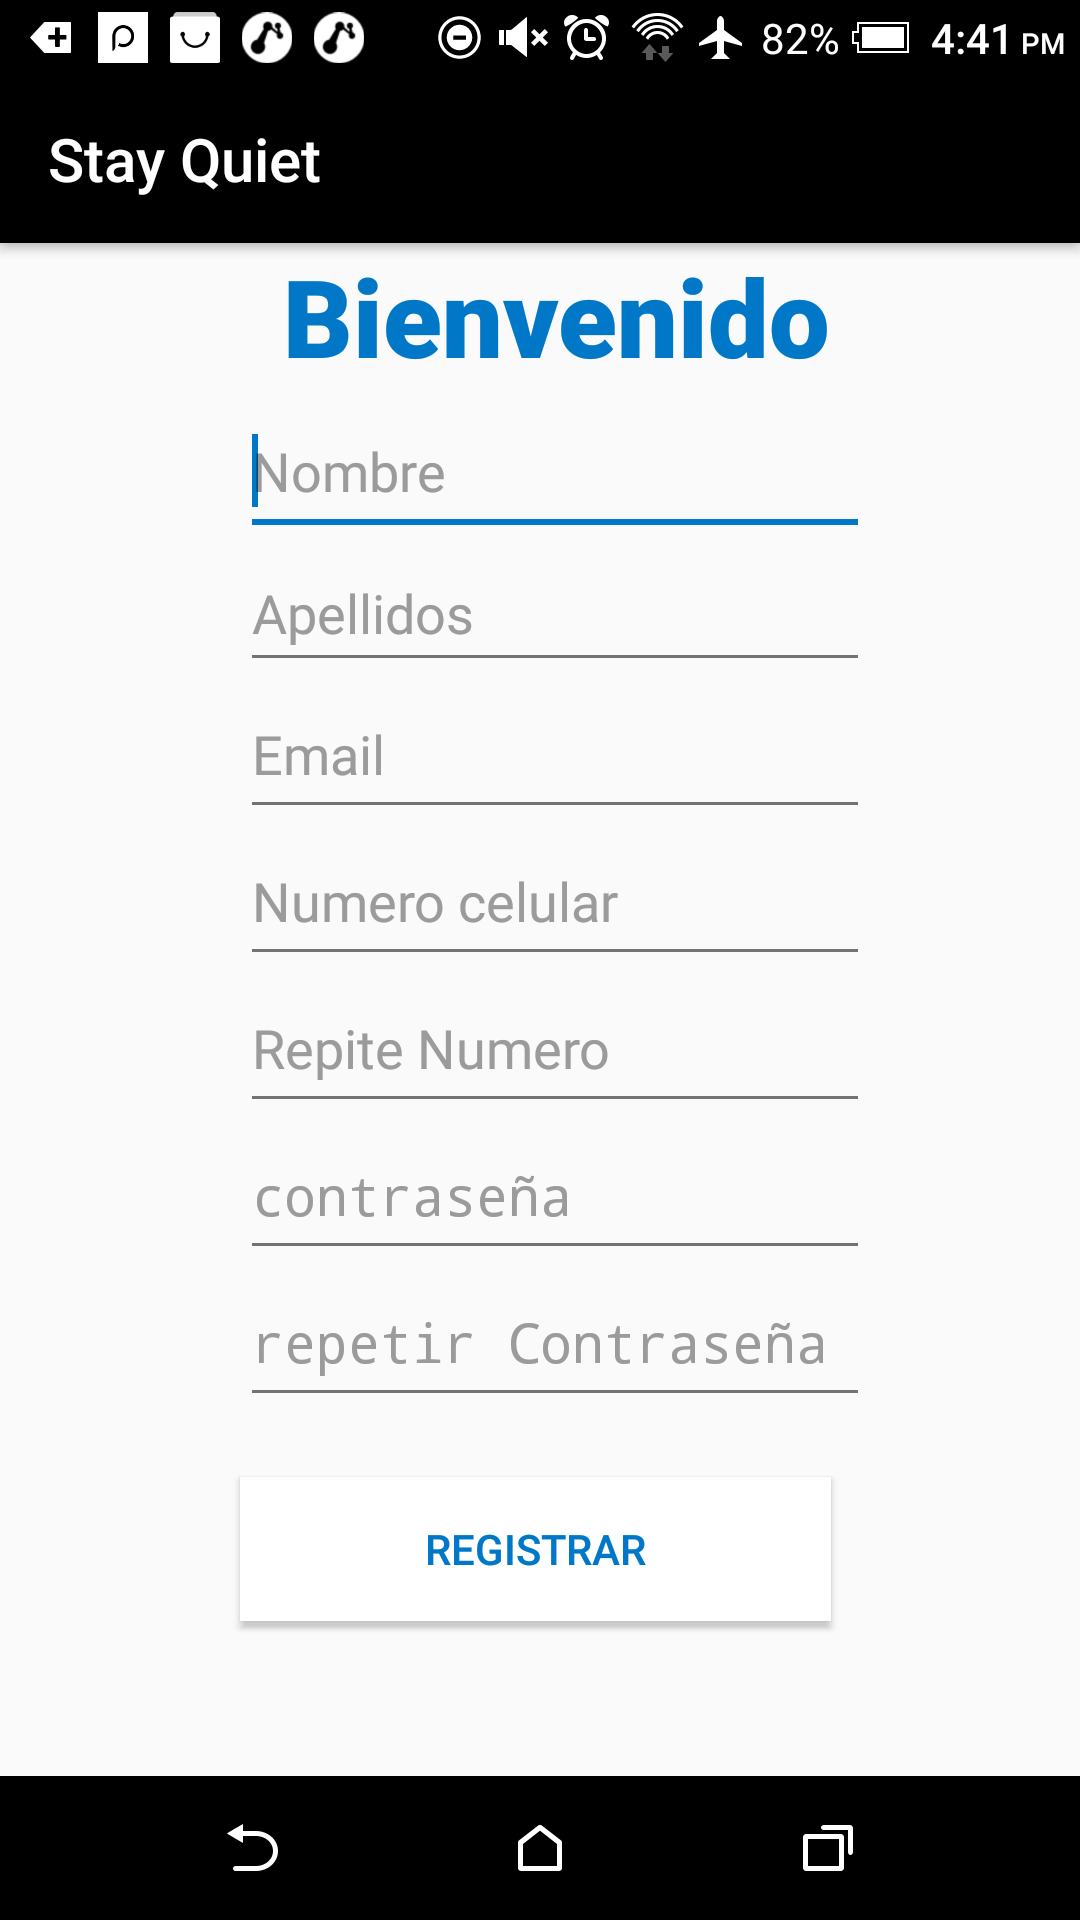 82% 4:41 PM
Stay Quiet
Bienvenido
Nombre
Apellidos
Email
Numero celular
Repite Numero
contraseña
repetir Contraseña
REGISTRAR